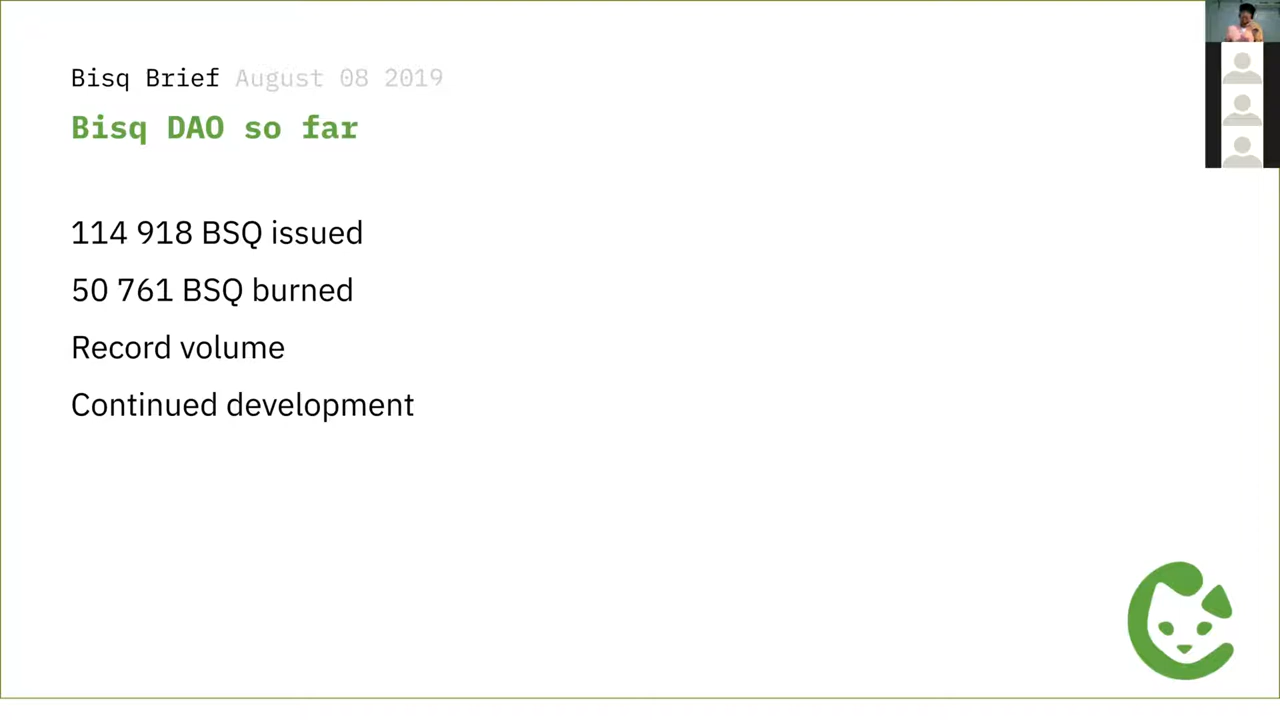 Bisq Brief August 08 2019
Bisq DAO so far
114 918 BSQ issued
50 761 BSQ burned
Record volume
Continued development